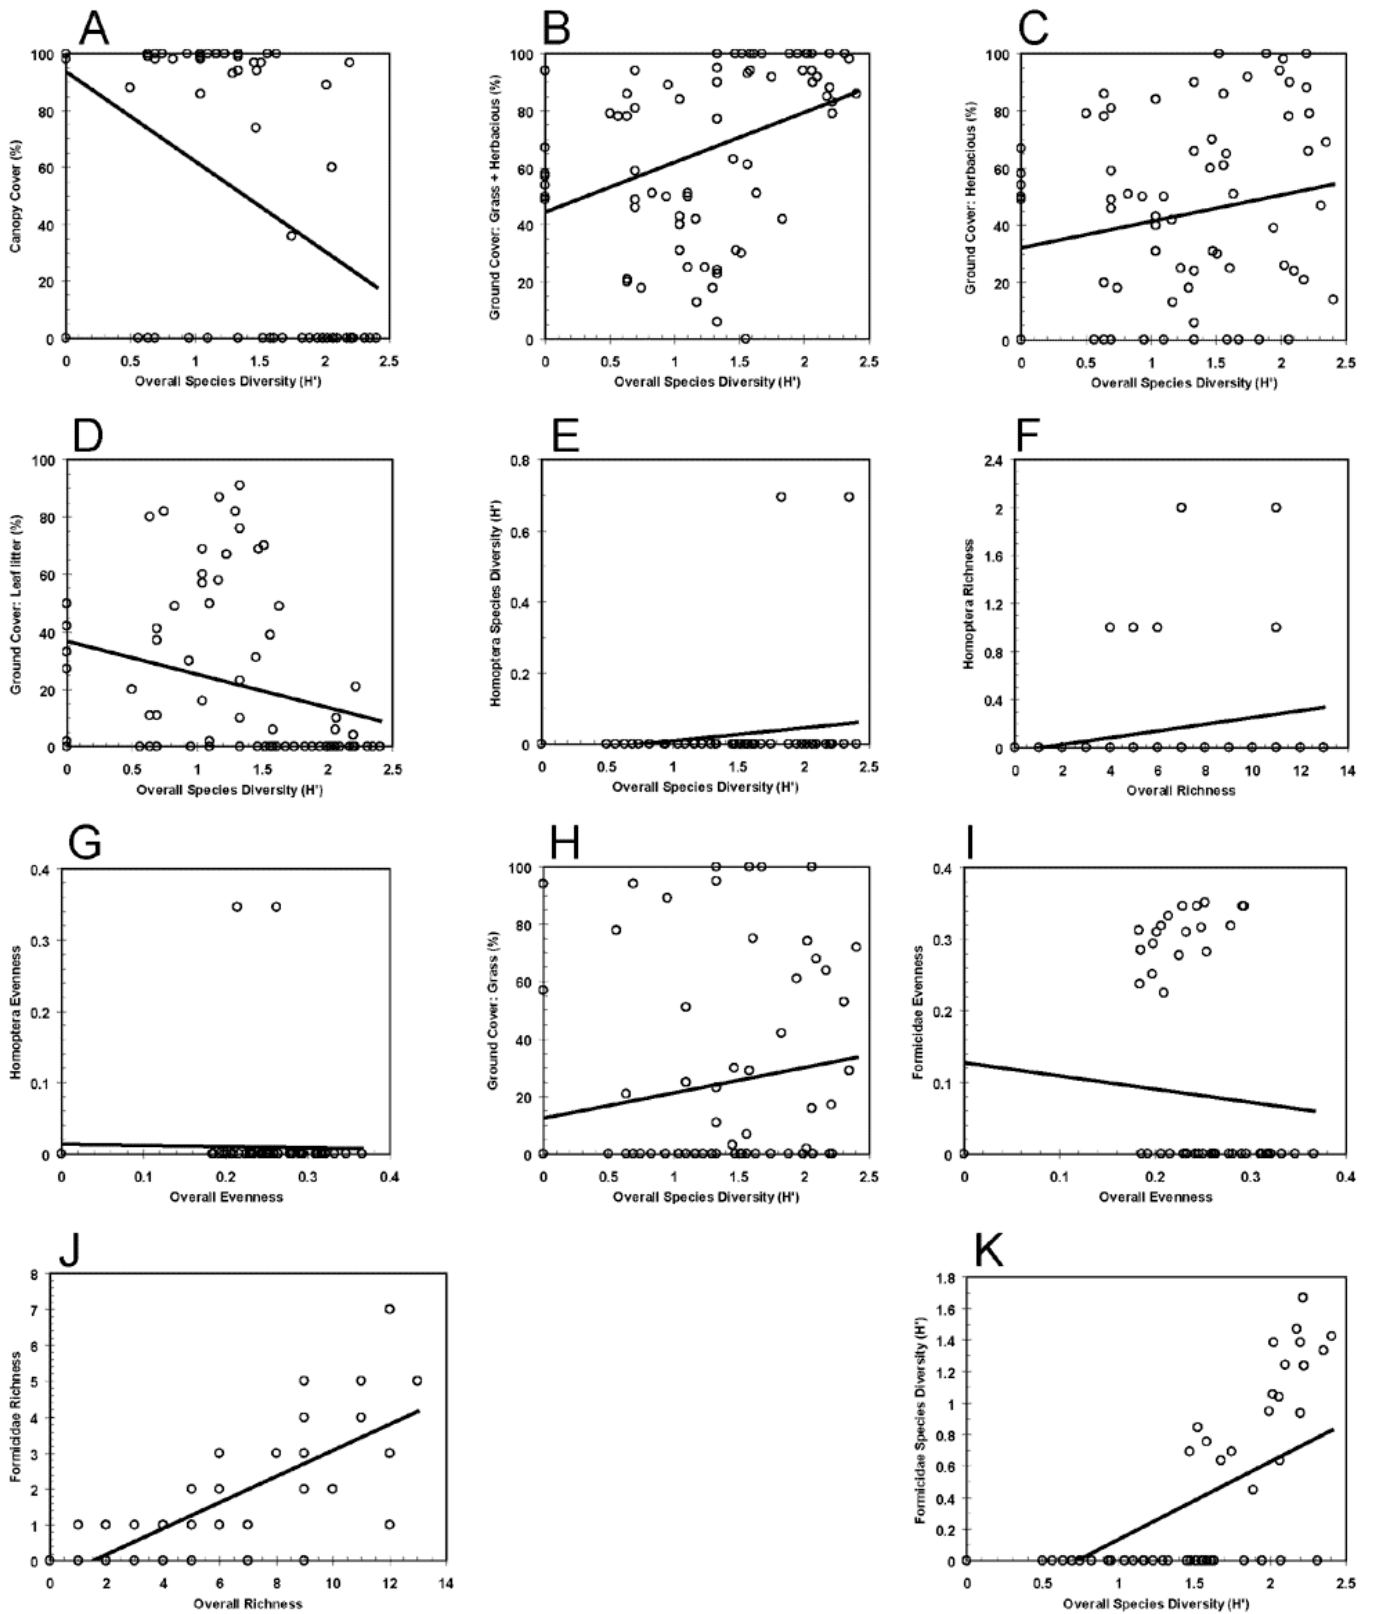 A
100
80
60
40
20
0
Canopy Cover (%)
0 0.5 1 1.5 2 2.5
Overall Species Diversity (H')
B
100
80
60
40
20
0
Ground Cover: Grass + Herbacious (%)
0 0.5 1 1.5 2 2.5
Overall Species Diversity (H')
C
100
80
60
40
20
0
Ground Cover: Herbacious (%)
0 0.5 1 1.5 2 2.5
Overall Species Diversity (H')
D
100
80
60
40
20
0
Ground Cover: Leaf litter (%)
0 0.5 1 1.5 2 2.5
Overall Species Diversity (H')
E
0.8
0.6
0.4
0.2
0
Homoptera Species Diversity (H')
0 0.5 1 1.5 2 2.5
Overall Species Diversity (H')
F
2.4
2
1.6
1.2
0.8
0.4
0
Homoptera Richness
0 2 4 6 8 10 12 14
Overall Richness
G
0.4
0.3
0.2
0.1
0
Homoptera Evenness
0 0.1 0.2 0.3 0.4
Overall Evenness
H
100
80
60
40
20
0
Ground Cover: Grass (%)
0 0.5 1 1.5 2 2.5
Overall Species Diversity (H')
I
0.4
0.3
0.2
0.1
0
Formicidae Evenness
0 0.1 0.2 0.3 0.4
Overall Evenness
J
8
7
6
5
4
3
2
1
0
Formicidae Richness
0 2 4 6 8 10 12 14
Overall Richness
K
1.8
1.6
1.4
1.2
1
0.8
0.6
0.4
0.2
0
Formicidae Species Diversity (H')
0 0.5 1 1.5 2 2.5
Overall Species Diversity (H')